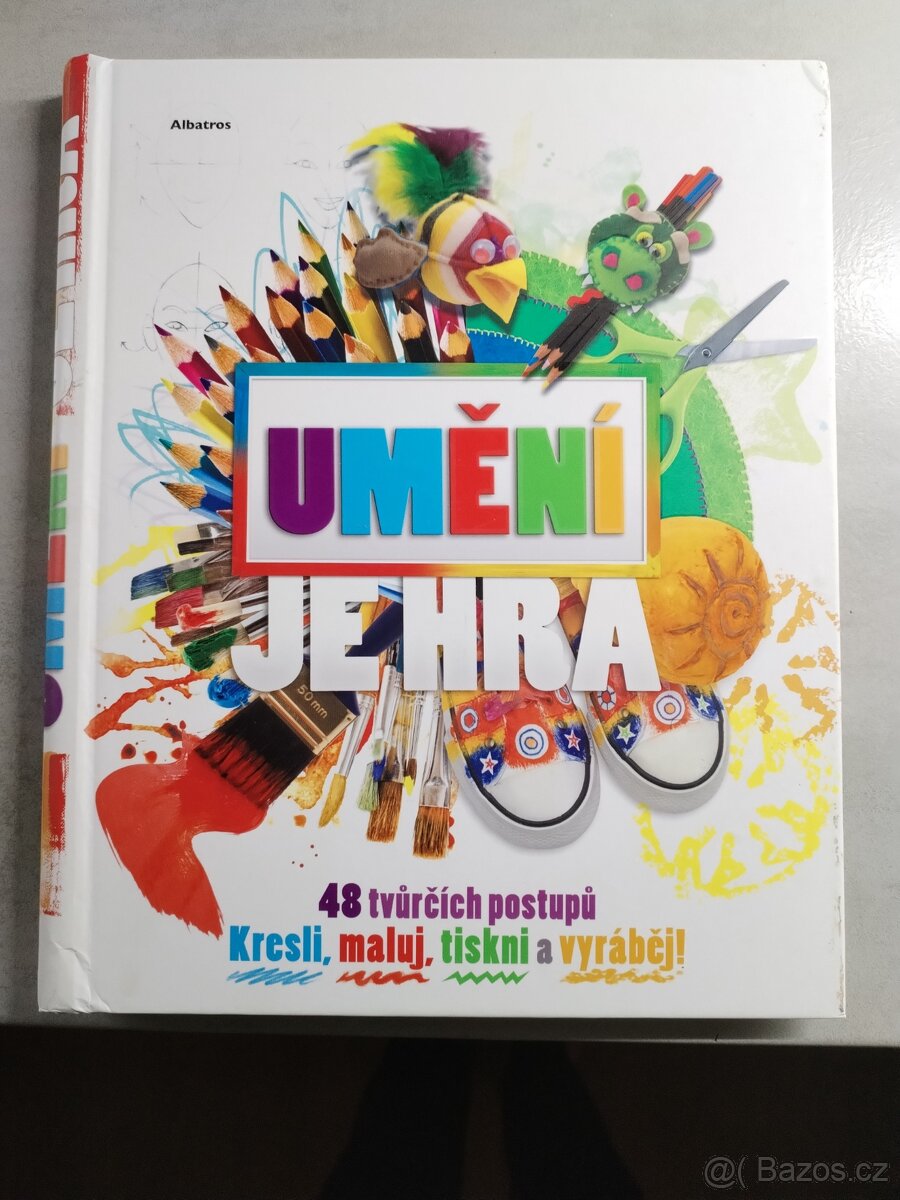 Albatros
UMĚNÍ
JE HRA
50 mm
48 tvůrčích postupů
Kresli, maluj, tiskni a vyráběj!
@( Bazos.cz